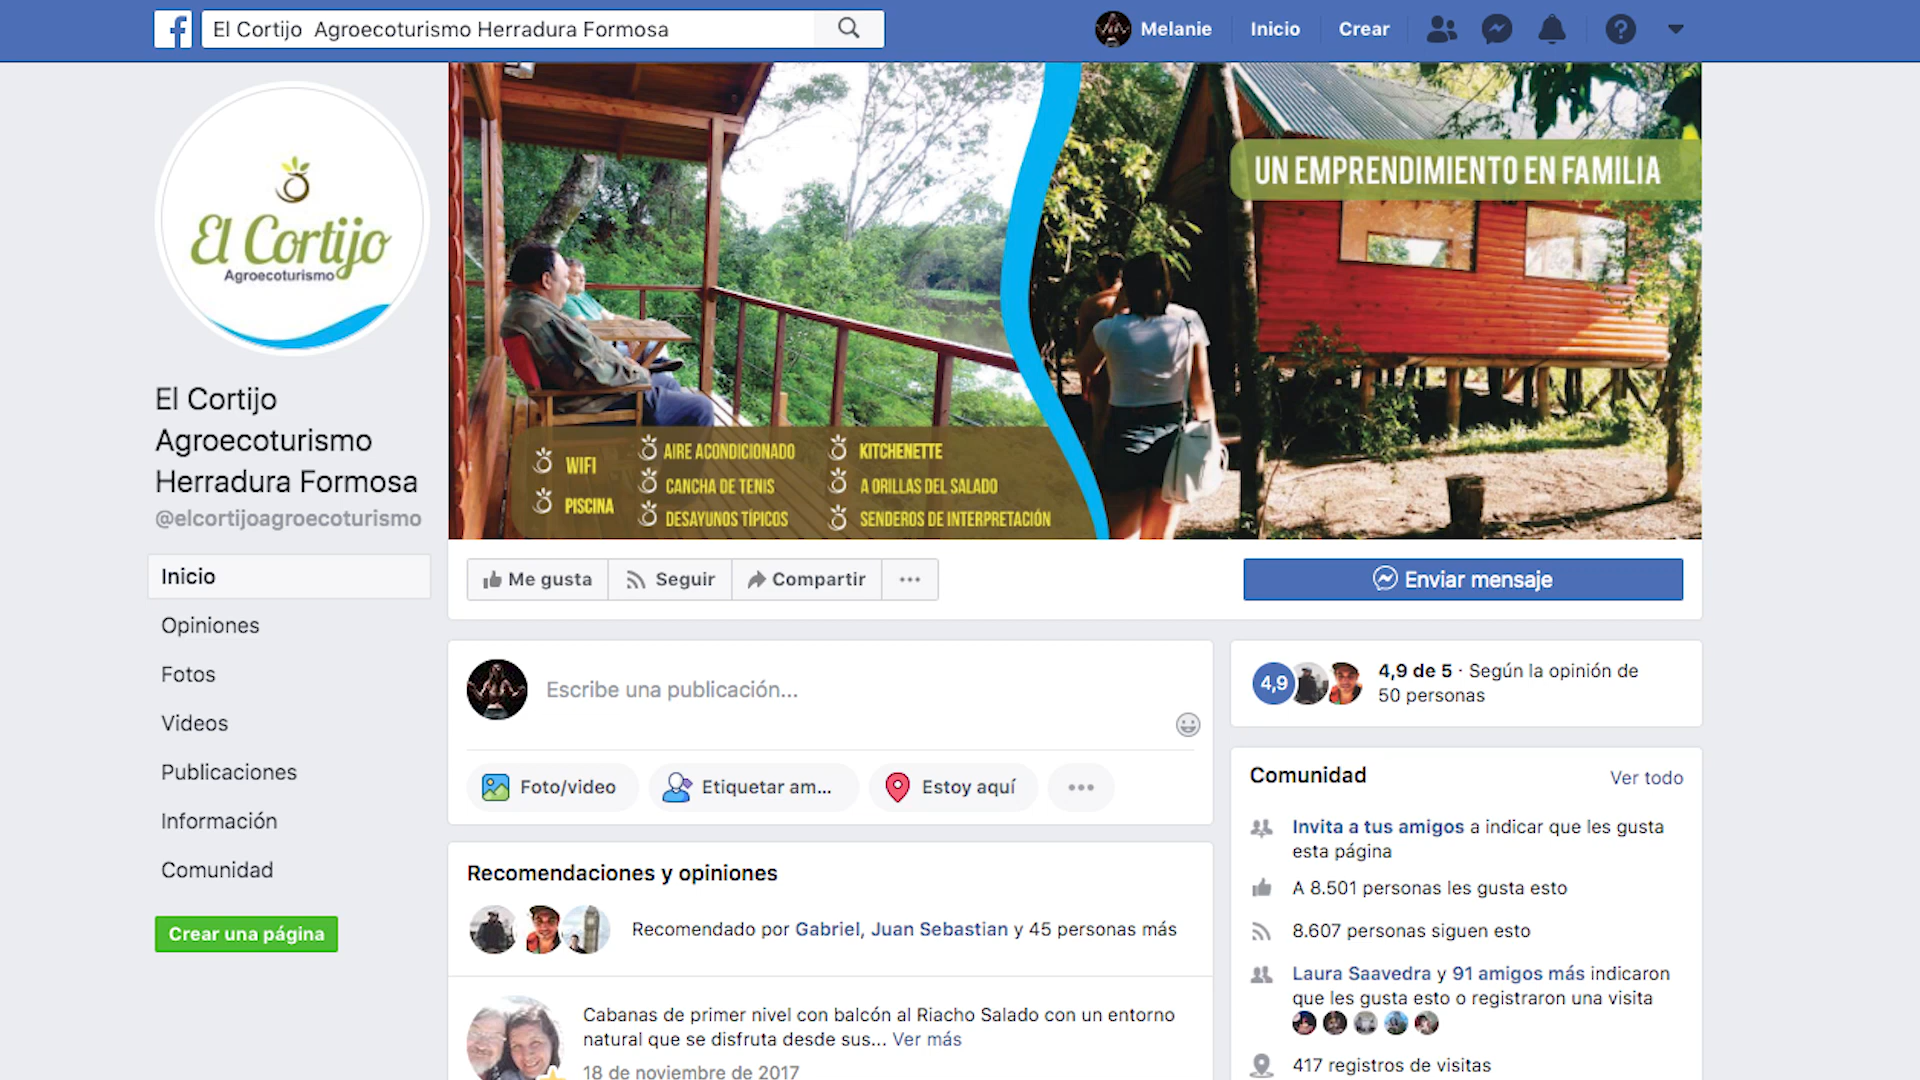 El Cortijo Agroecoturismo Herradura Formosa
Melanie
Inicio
Crear
El Cortijo
Agroecoturismo
UN EMPRENDIMIENTO EN FAMILIA
WIFI
PISCINA
AIRE ACONDICIONADO
CANCHA DE TENIS
DESAYUNOS TÍPICOS
KITCHENETTE
A ORILLAS DEL SALADO
SENDEROS DE INTERPRETACIÓN
El Cortijo
Agroecoturismo
Herradura Formosa
@elcortijoagroecoturismo
Inicio
Opiniones
Fotos
Videos
Publicaciones
Información
Comunidad
Crear una página
Me gusta
Seguir
Compartir
Enviar mensaje
Escribe una publicación...
Foto/video
Etiquetar am...
Estoy aquí
Recomendaciones y opiniones
Recomendado por Gabriel, Juan Sebastian y 45 personas más
Cabanas de primer nivel con balcón al Riacho Salado con un entorno
natural que se disfruta desde sus... Ver más
18 de noviembre de 2017
4,9
4,9 de 5 · Según la opinión de
50 personas
Comunidad
Ver todo
Invita a tus amigos a indicar que les gusta
esta página
A 8.501 personas les gusta esto
8.607 personas siguen esto
Laura Saavedra y 91 amigos más indicaron
que les gusta esto o registraron una visita
417 registros de visitas